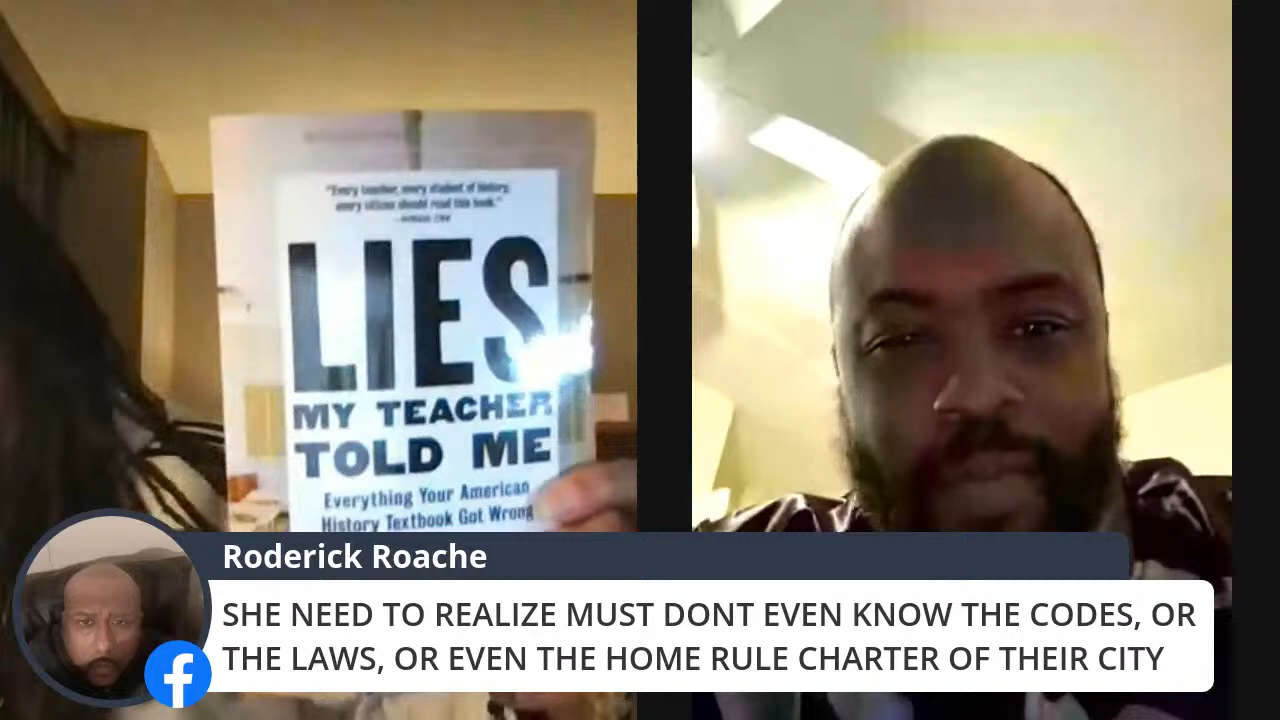 "Every teacher, every student of history,
every citizen should read this book."
LIES
MY TEACHER
TOLD ME
Everything Your American
History Textbook Got Wrong
Roderick Roache
SHE NEED TO REALIZE MUST DONT EVEN KNOW THE CODES, OR
THE LAWS, OR EVEN THE HOME RULE CHARTER OF THEIR CITY